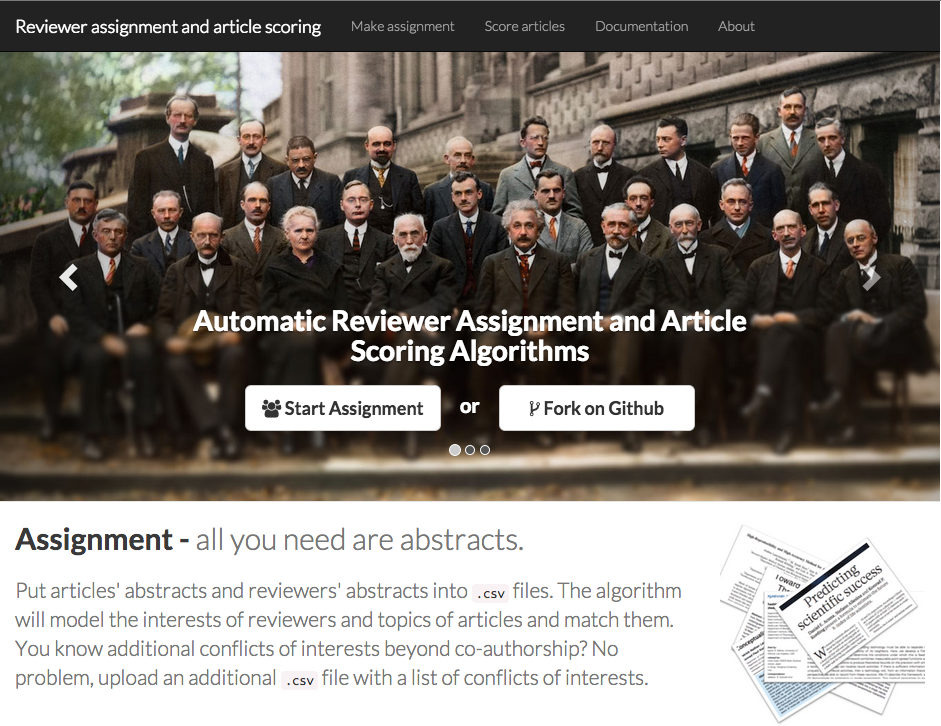 Reviewer assignment and article scoring Make assignment Score articles Documentation About
Automatic Reviewer Assignment and Article
Scoring Algorithms
Start Assignment or Fork on Github
Assignment - all you need are abstracts.
Put articles' abstracts and reviewers' abstracts into .csv files. The algorithm
will model the interests of reviewers and topics of articles and match them.
You know additional conflicts of interests beyond co-authorship? No
problem, upload an additional .csv file with a list of conflicts of interests.
Predicting
scientific success